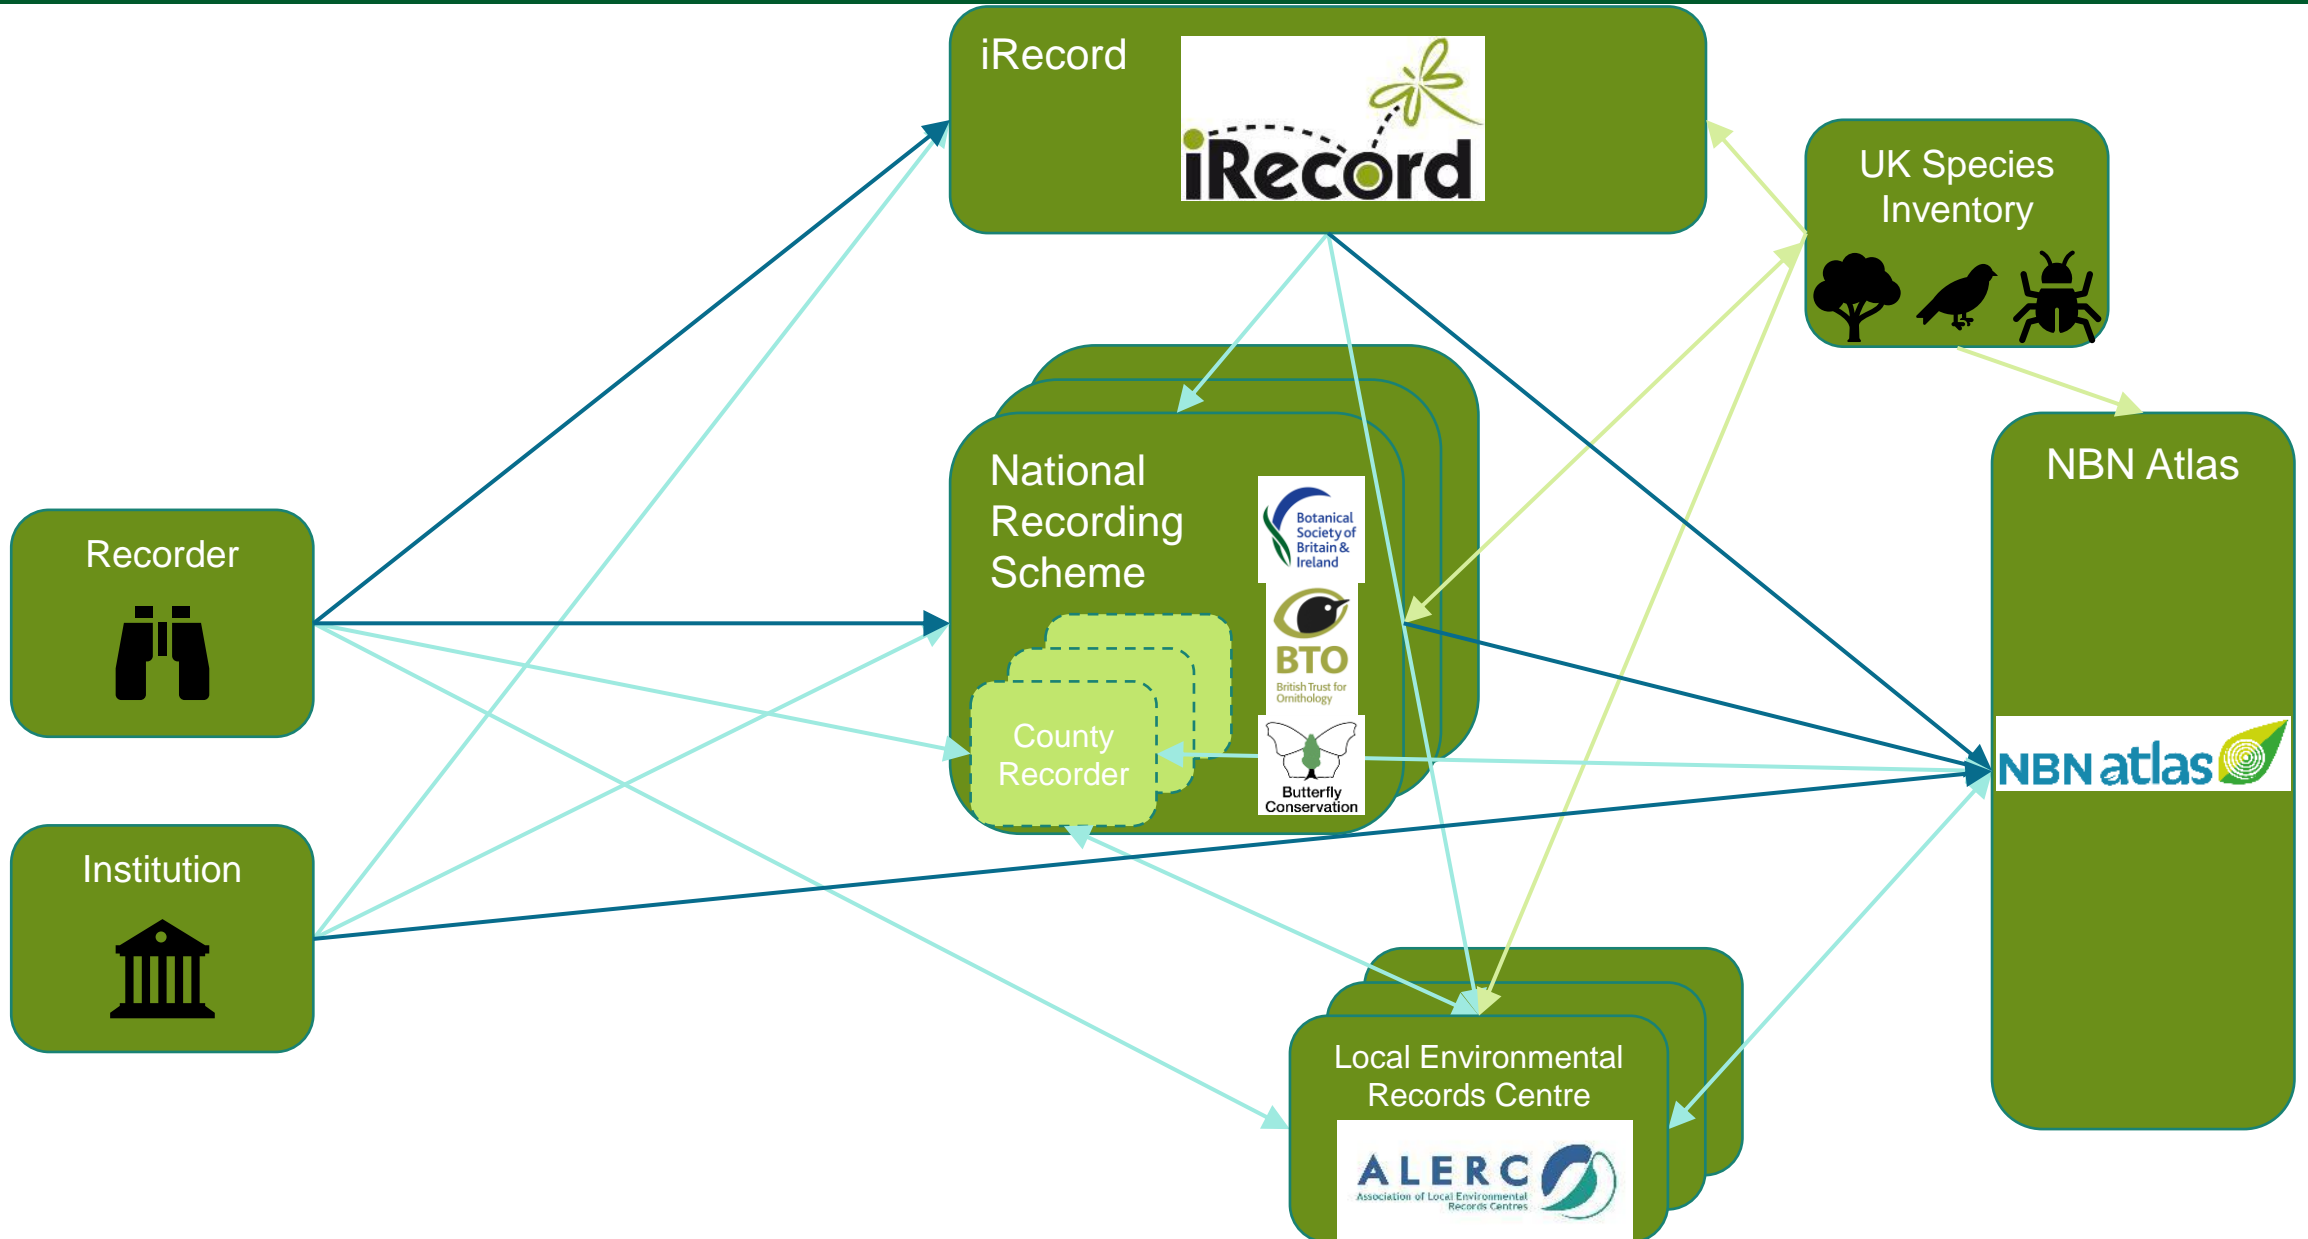 iRecord
iRecord
UK Species
Inventory
National
Recording
Scheme
Botanical
Society of
Britain &
Ireland
BTO
British Trust for
Ornithology
Butterfly
Conservation
County
Recorder
Recorder
Institution
NBN Atlas
NBN atlas
Local Environmental
Records Centre
ALERC
Association of Local Environmental
Records Centres